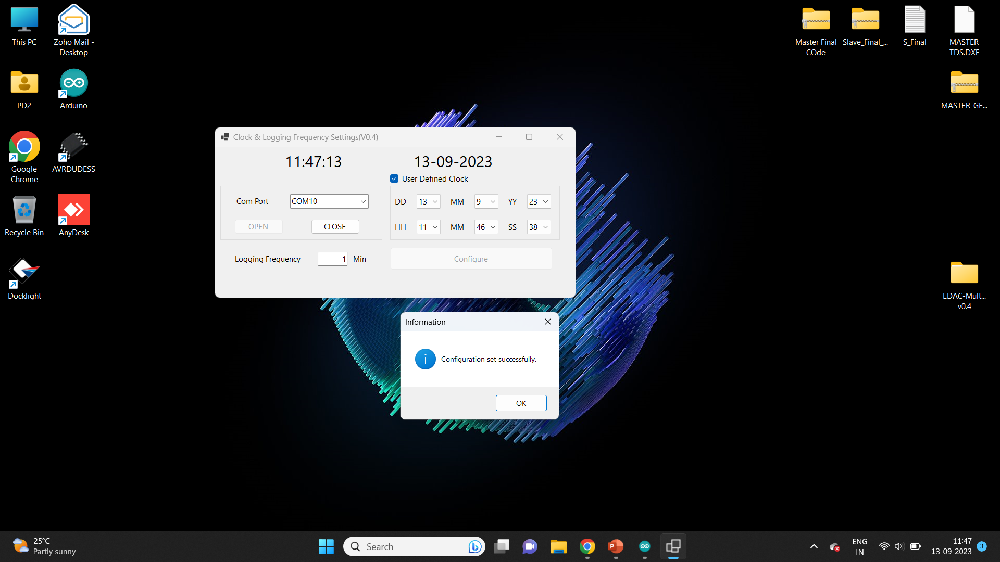 This PC
Zoho Mail -
Desktop
Master Final
COde
Slave_Final_...
S_Final
MASTER
TDS.DXF
PD2
Arduino
MASTER-GE...
Google
Chrome
AVRDUDESS
Recycle Bin
AnyDesk
Docklight
EDAC-Mult...
v0.4
Clock & Logging Frequency Settings(V0.4)
11:47:13
13-09-2023
User Defined Clock
Com Port
COM10
DD
13
MM
9
YY
23
OPEN
CLOSE
HH
11
MM
46
SS
38
Logging Frequency
1
Min
Configure
Information
Configuration set successfully.
OK
25°C
Partly sunny
Search
ENG
IN
11:47
13-09-2023
3